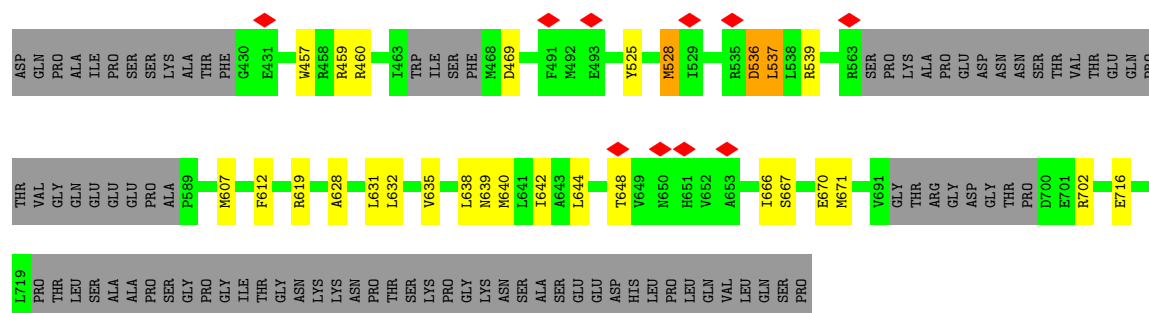 ASP GLN PRO ALA ILE PRO SER SER LYS ALA THR PHE G430 E431 W457 R458 R459 R460 I463 TRP ILE SER PHE M468 D469 F491 M492 E493 Y525 M528 I529 R535 D536 L537 L538 R539 R563 SER PRO LYS ALA PRO GLU ASP ASN ASN SER THR VAL THR GLU GLN PRO
THR VAL GLY GLN GLU GLU GLU PRO ALA P589 M607 F612 R619 A628 L631 L632 V635 L638 N639 M640 L641 I642 A643 L644 T648 V649 N650 H651 V652 A653 I666 S667 E670 M671 V691 GLY THR ARG GLY ASP GLY THR PRO D700 E701 R702 E716
L719 PRO THR LEU SER ALA ALA PRO SER GLY PRO GLY ILE THR GLY ASN LYS LYS ASN PRO THR SER LYS PRO GLY LYS ASN SER ALA SER GLU GLU ASP HIS LEU PRO LEU GLN VAL LEU GLN SER PRO